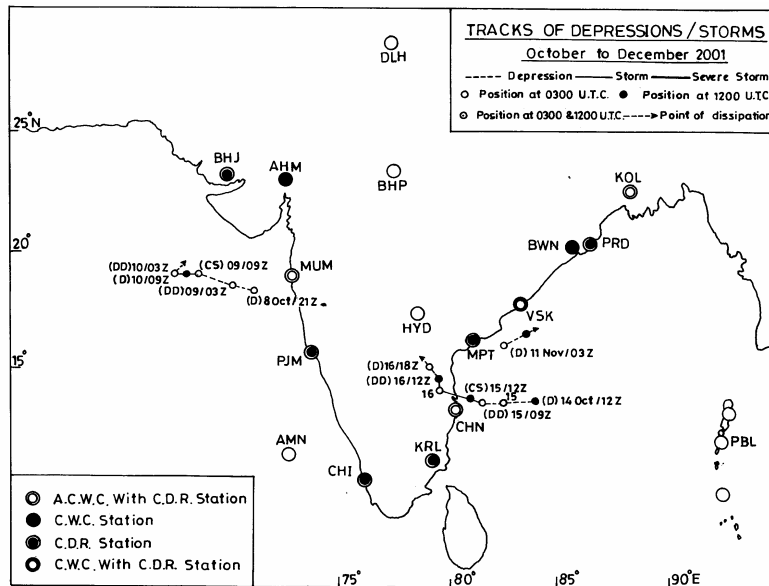 TRACKS OF DEPRESSIONS/STORMS
October to December 2001
Depression Storm Severe Storm
Position at 0300 U.T.C. Position at 1200 U.T.C
Position at 0300 & 1200 U.T.C. Point of dissipation
DLH
25°N
BHJ
AHM
BHP
KOL
20°
BWN
PRD
(DD)10/03Z
(CS) 09/09Z
MUM
(D)10/09Z
(DD)09/03Z
(D) 8 Oct/21Z
HYD
VSK
MPT
(D) 11 Nov/03Z
15°
PJM
(D)16/18Z
(DD) 16/12Z
16
(CS) 15/12Z
15
(D) 14 Oct/12Z
(DD) 15/09Z
CHN
AMN
KRL
CHI
PBL
A.C.W.C. With C.D.R. Station
C.W.C. Station
C.D.R. Station
C.W.C. With C.D.R. Station
75°
80°
85°
90°E